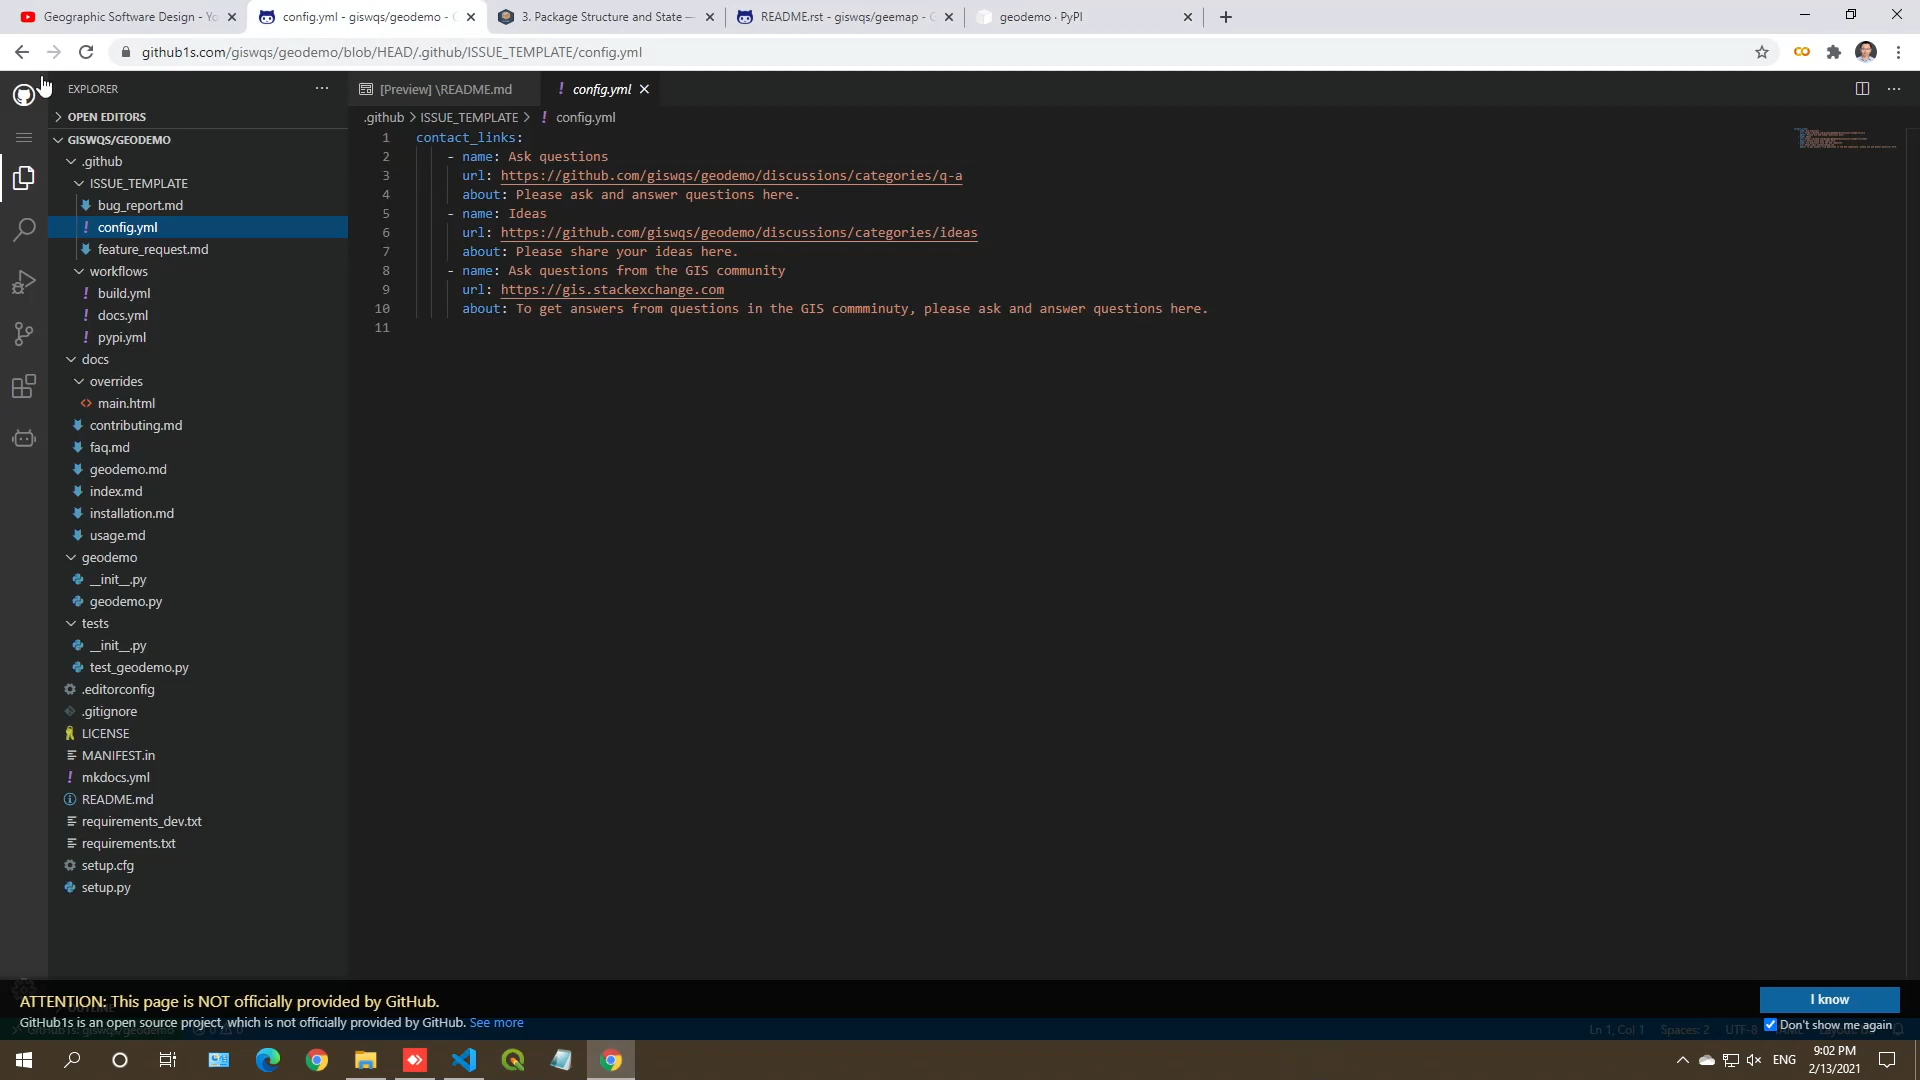 Geographic Software Design - Yo
config.yml - giswqs/geodemo - G
3. Package Structure and State —
README.rst - giswqs/geemap - G
geodemo · PyPI
github1s.com/giswqs/geodemo/blob/HEAD/.github/ISSUE_TEMPLATE/config.yml
EXPLORER
OPEN EDITORS
GISWQS/GEODEMO
.github
ISSUE_TEMPLATE
bug_report.md
config.yml
feature_request.md
workflows
build.yml
docs.yml
pypi.yml
docs
overrides
main.html
contributing.md
faq.md
geodemo.md
index.md
installation.md
usage.md
geodemo
__init__.py
geodemo.py
tests
__init__.py
test_geodemo.py
.editorconfig
.gitignore
LICENSE
MANIFEST.in
mkdocs.yml
README.md
requirements_dev.txt
requirements.txt
setup.cfg
setup.py
[Preview] \README.md
config.yml
.github > ISSUE_TEMPLATE > ! config.yml
1 contact_links:
2 - name: Ask questions
3 url: https://github.com/giswqs/geodemo/discussions/categories/q-a
4 about: Please ask and answer questions here.
5 - name: Ideas
6 url: https://github.com/giswqs/geodemo/discussions/categories/ideas
7 about: Please share your ideas here.
8 - name: Ask questions from the GIS community
9 url: https://gis.stackexchange.com
10 about: To get answers from questions in the GIS commminuty, please ask and answer questions here.
11
ATTENTION: This page is NOT officially provided by GitHub.
GitHub1s is an open source project, which is not officially provided by GitHub. See more
I know
Don't show me again
Ln 1, Col 1 Spaces: 2 UTF-8
ENG
9:02 PM
2/13/2021